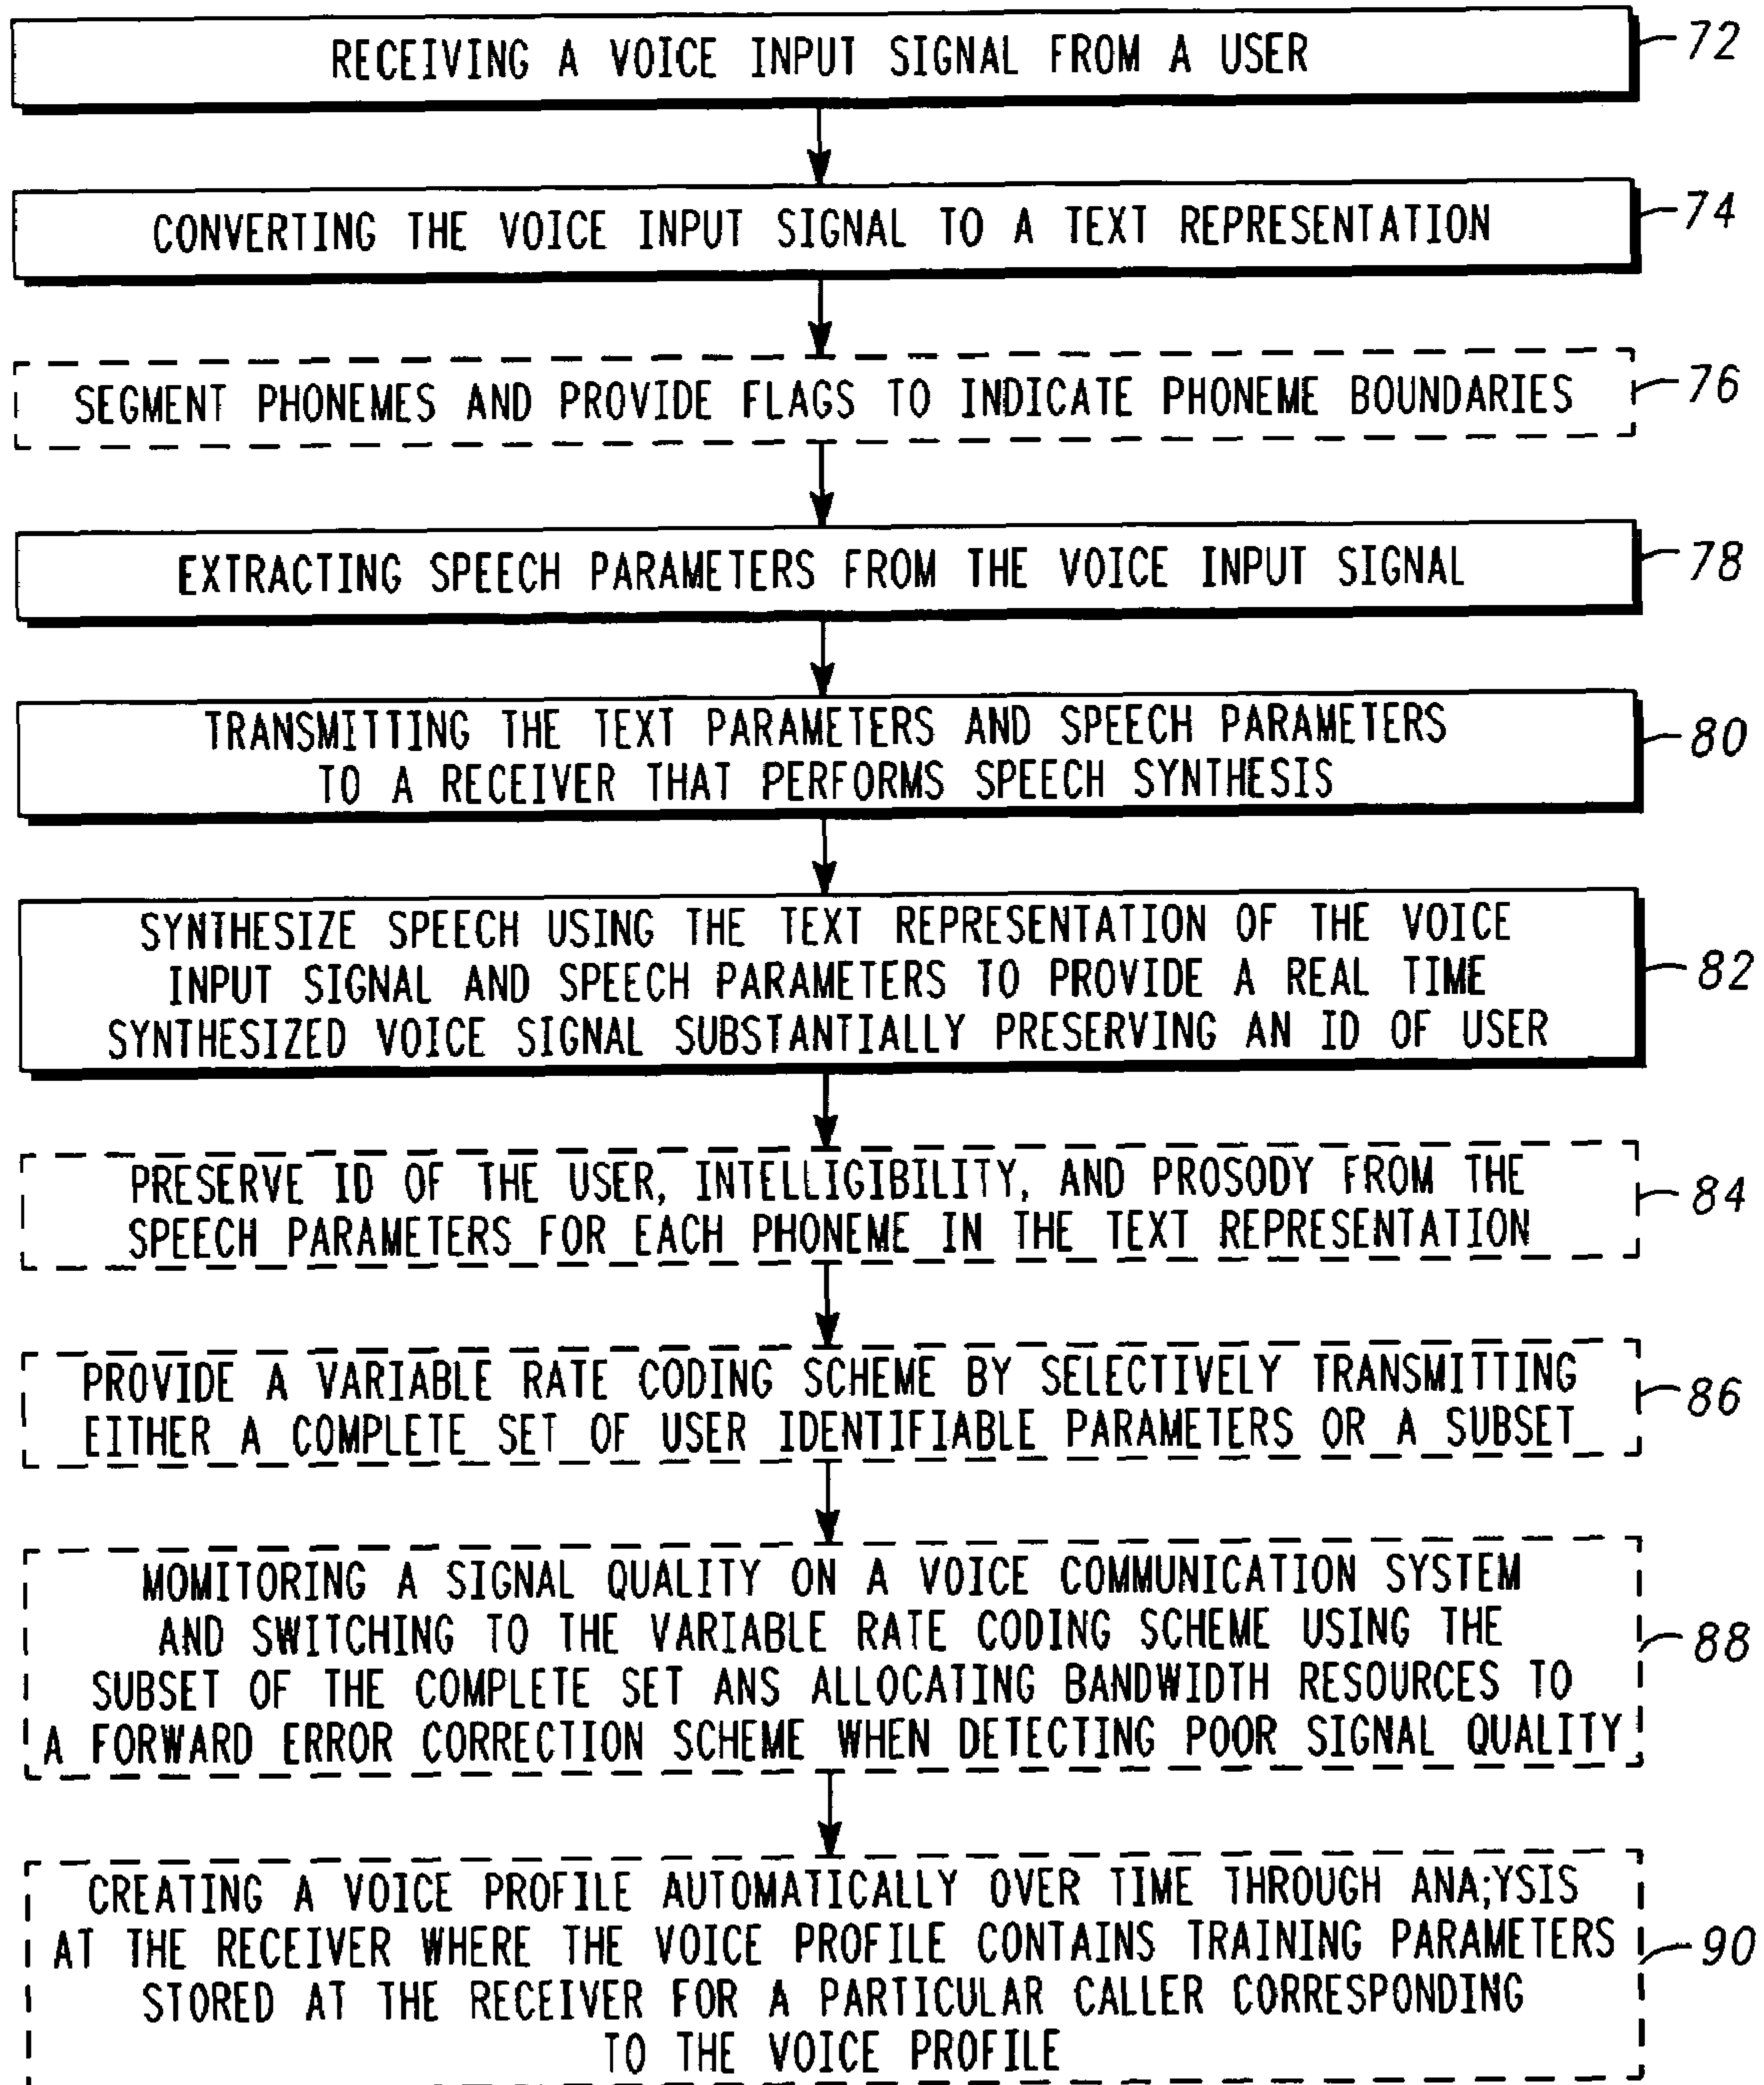 RECEIVING A VOICE INPUT SIGNAL FROM A USER
72
CONVERTING THE VOICE INPUT SIGNAL TO A TEXT REPRESENTATION
74
SEGMENT PHONEMES AND PROVIDE FLAGS TO INDICATE PHONEME BOUNDARIES
76
EXTRACTING SPEECH PARAMETERS FROM THE VOICE INPUT SIGNAL
78
TRANSMITTING THE TEXT PARAMETERS AND SPEECH PARAMETERS
TO A RECEIVER THAT PERFORMS SPEECH SYNTHESIS
80
SYNTHESIZE SPEECH USING THE TEXT REPRESENTATION OF THE VOICE
INPUT SIGNAL AND SPEECH PARAMETERS TO PROVIDE A REAL TIME
SYNTHESIZED VOICE SIGNAL SUBSTANTIALLY PRESERVING AN ID OF USER
82
PRESERVE ID OF THE USER, INTELLIGIBILITY, AND PROSODY FROM THE
SPEECH PARAMETERS FOR EACH PHONEME IN THE TEXT REPRESENTATION
84
PROVIDE A VARIABLE RATE CODING SCHEME BY SELECTIVELY TRANSMITTING
EITHER A COMPLETE SET OF USER IDENTIFIABLE PARAMETERS OR A SUBSET
86
MOMITORING A SIGNAL QUALITY ON A VOICE COMMUNICATION SYSTEM
AND SWITCHING TO THE VARIABLE RATE CODING SCHEME USING THE
SUBSET OF THE COMPLETE SET ANS ALLOCATING BANDWIDTH RESOURCES TO
A FORWARD ERROR CORRECTION SCHEME WHEN DETECTING POOR SIGNAL QUALITY
88
CREATING A VOICE PROFILE AUTOMATICALLY OVER TIME THROUGH ANA;YSIS
AT THE RECEIVER WHERE THE VOICE PROFILE CONTAINS TRAINING PARAMETERS
STORED AT THE RECEIVER FOR A PARTICULAR CALLER CORRESPONDING
TO THE VOICE PROFILE
90